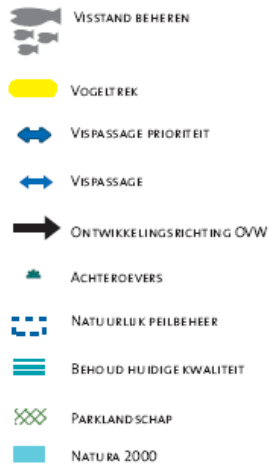 Visstand beheren
Vogeltrek
Vispassage prioriteit
Vispassage
Ontwikkelingsrichting OVW
Achteroevers
Natuurlijk peilbeheer
Behoud huidige kwaliteit
Parklandschap
Natura 2000